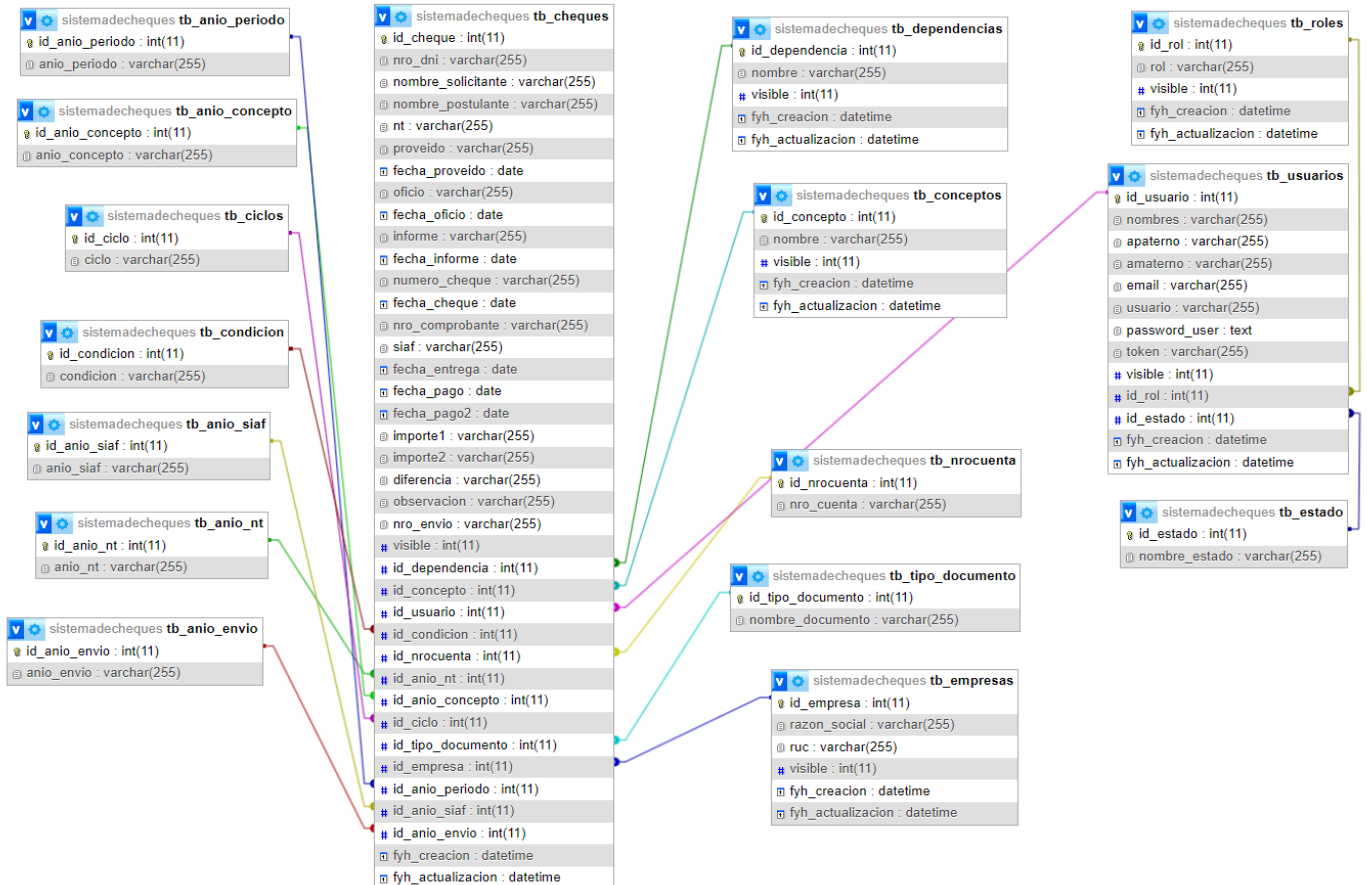 sistemadecheques tb_anio_periodo
id_anio_periodo : int(11)
anio_periodo : varchar(255)
sistemadecheques tb_anio_concepto
id_anio_concepto : int(11)
anio_concepto : varchar(255)
sistemadecheques tb_ciclos
id_ciclo : int(11)
ciclo : varchar(255)
sistemadecheques tb_condicion
id_condicion : int(11)
condicion : varchar(255)
sistemadecheques tb_anio_siaf
id_anio_siaf : int(11)
anio_siaf : varchar(255)
sistemadecheques tb_anio_nt
id_anio_nt : int(11)
anio_nt : varchar(255)
sistemadecheques tb_anio_envio
id_anio_envio : int(11)
anio_envio : varchar(255)
sistemadecheques tb_cheques
id_cheque : int(11)
nro_dni : varchar(255)
nombre_solicitante : varchar(255)
nombre_postulante : varchar(255)
nt : varchar(255)
proveido : varchar(255)
fecha_proveido : date
oficio : varchar(255)
fecha_oficio : date
informe : varchar(255)
fecha_informe : date
numero_cheque : varchar(255)
fecha_cheque : date
nro_comprobante : varchar(255)
siaf : varchar(255)
fecha_entrega : date
fecha_pago : date
fecha_pago2 : date
importe1 : varchar(255)
importe2 : varchar(255)
diferencia : varchar(255)
observacion : varchar(255)
nro_envio : varchar(255)
visible : int(11)
id_dependencia : int(11)
id_concepto : int(11)
id_usuario : int(11)
id_condicion : int(11)
id_nrocuenta : int(11)
id_anio_nt : int(11)
id_anio_concepto : int(11)
id_ciclo : int(11)
id_tipo_documento : int(11)
id_empresa : int(11)
id_anio_periodo : int(11)
id_anio_siaf : int(11)
id_anio_envio : int(11)
fyh_creacion : datetime
fyh_actualizacion : datetime
sistemadecheques tb_dependencias
id_dependencia : int(11)
nombre : varchar(255)
visible : int(11)
fyh_creacion : datetime
fyh_actualizacion : datetime
sistemadecheques tb_conceptos
id_concepto : int(11)
nombre : varchar(255)
visible : int(11)
fyh_creacion : datetime
fyh_actualizacion : datetime
sistemadecheques tb_nrocuenta
id_nrocuenta : int(11)
nro_cuenta : varchar(255)
sistemadecheques tb_tipo_documento
id_tipo_documento : int(11)
nombre_documento : varchar(255)
sistemadecheques tb_empresas
id_empresa : int(11)
razon_social : varchar(255)
ruc : varchar(255)
visible : int(11)
fyh_creacion : datetime
fyh_actualizacion : datetime
sistemadecheques tb_roles
id_rol : int(11)
rol : varchar(255)
visible : int(11)
fyh_creacion : datetime
fyh_actualizacion : datetime
sistemadecheques tb_usuarios
id_usuario : int(11)
nombres : varchar(255)
apaterno : varchar(255)
amaterno : varchar(255)
email : varchar(255)
usuario : varchar(255)
password_user : text
token : varchar(255)
visible : int(11)
id_rol : int(11)
id_estado : int(11)
fyh_creacion : datetime
fyh_actualizacion : datetime
sistemadecheques tb_estado
id_estado : int(11)
nombre_estado : varchar(255)